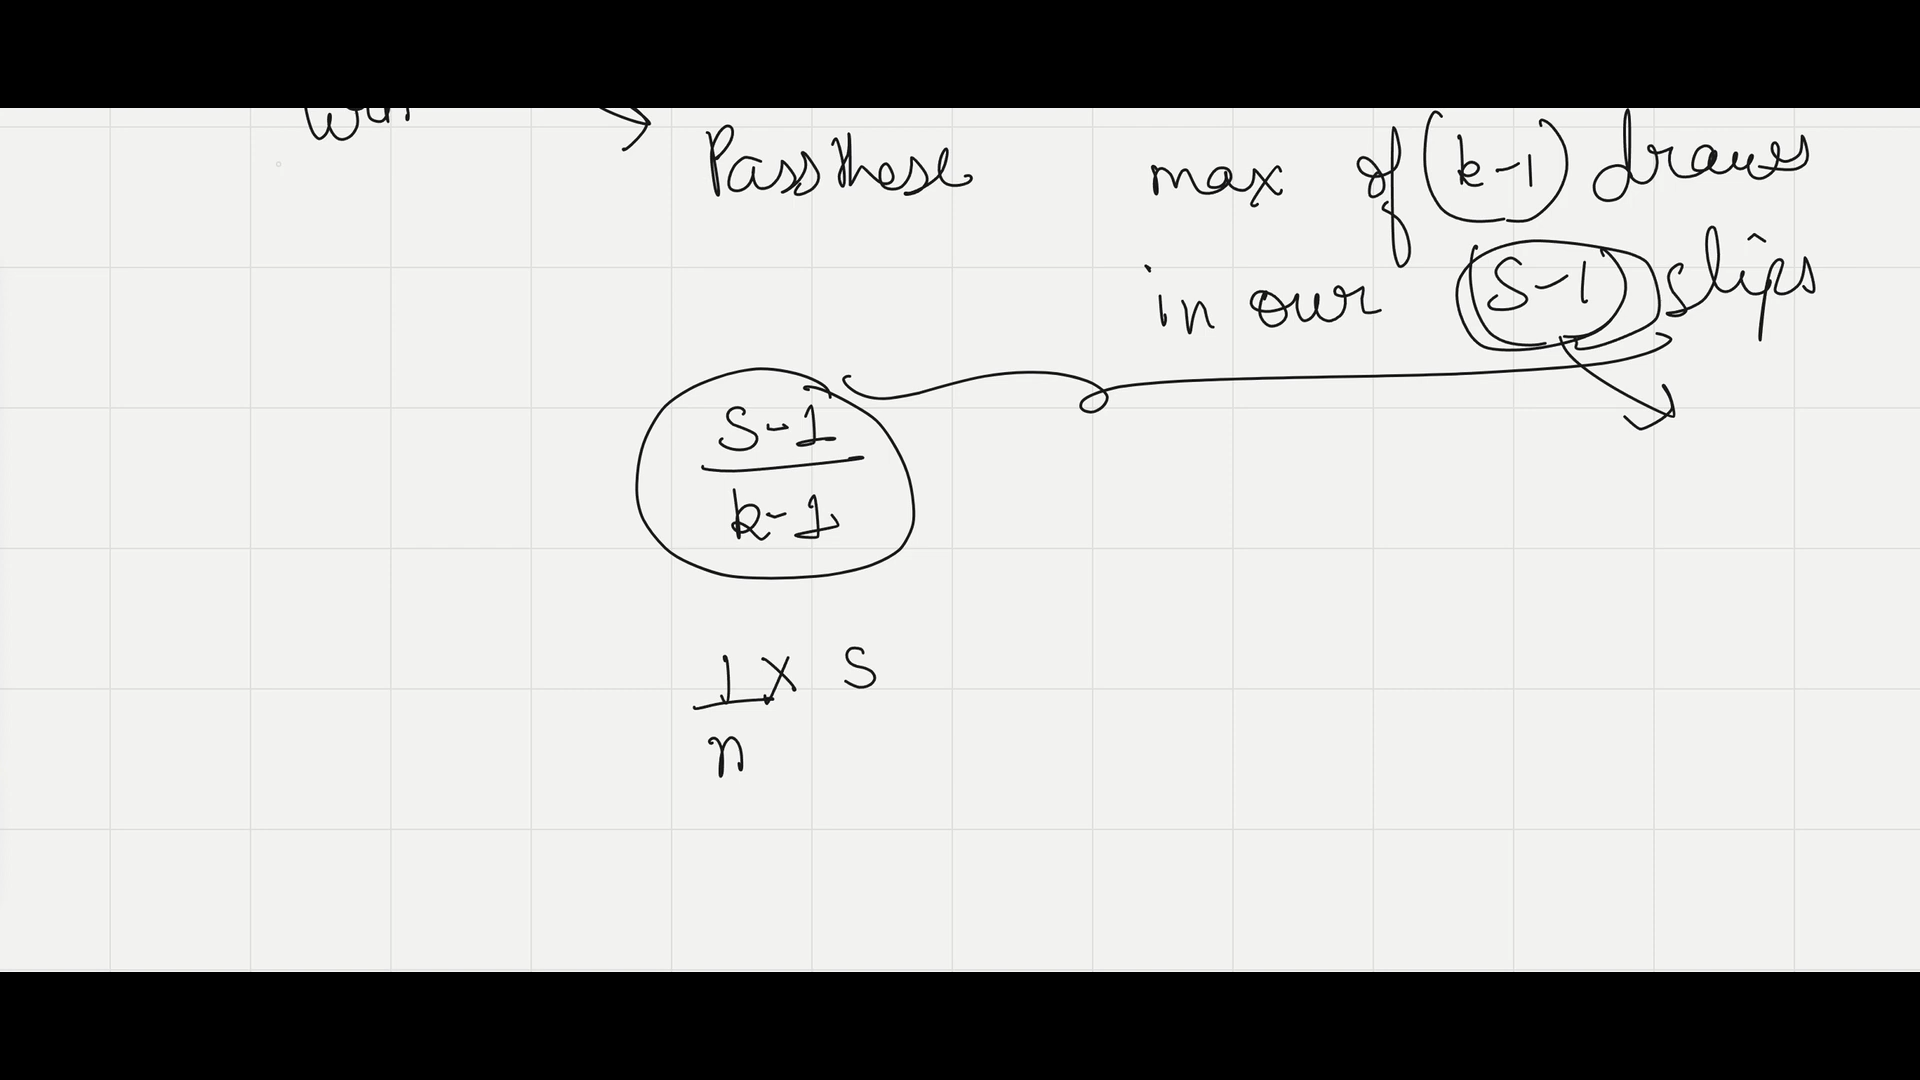 Pass these max of (k-1) draws
in our (S-1) slips
S-1
k-1
1 x S
n